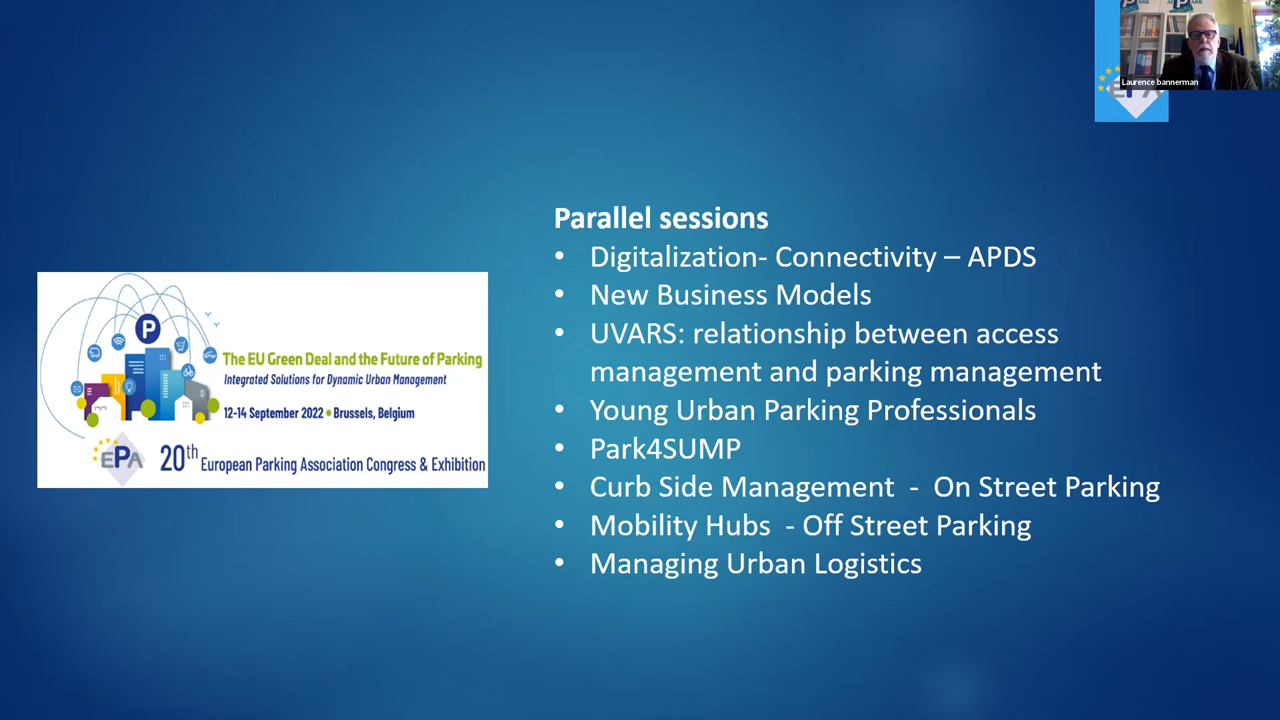 Laurence bannerman
EPA
Parallel sessions
• Digitalization- Connectivity – APDS
• New Business Models
• UVARS: relationship between access
management and parking management
• Young Urban Parking Professionals
• Park4SUMP
• Curb Side Management - On Street Parking
• Mobility Hubs - Off Street Parking
• Managing Urban Logistics
P
The EU Green Deal and the Future of Parking
Integrated Solutions for Dynamic Urban Management
12-14 September 2022 • Brussels, Belgium
EPA
20th European Parking Association Congress & Exhibition